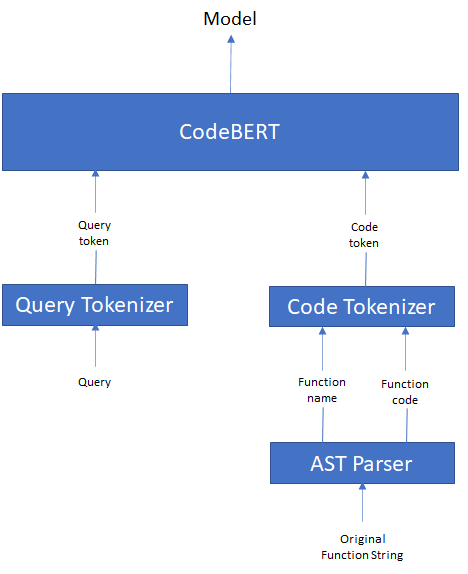 Model
CodeBERT
Query
token
Code
token
Query Tokenizer
Code Tokenizer
Query
Function
name
Function
code
AST Parser
Original
Function String